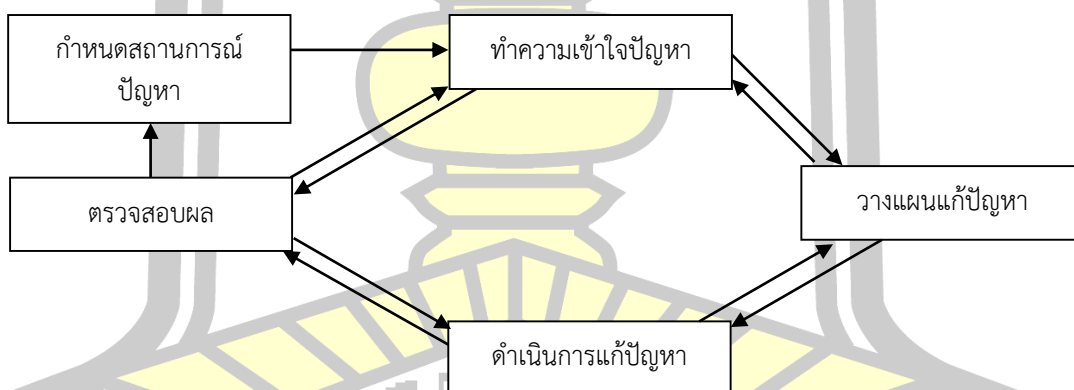 กำหนดสถานการณ์
ปัญหา
ทำความเข้าใจปัญหา
ตรวจสอบผล
วางแผนแก้ปัญหา
ดำเนินการแก้ปัญหา